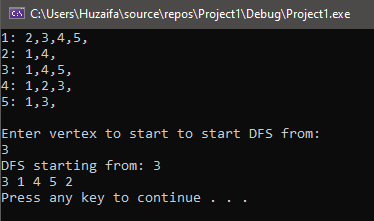 C:\Users\Huzaifa\source\repos\Project1\Debug\Project1.exe
1: 2,3,4,5,
2: 1,4,
3: 1,4,5,
4: 1,2,3,
5: 1,3,
Enter vertex to start to start DFS from:
3
DFS starting from: 3
3 1 4 5 2
Press any key to continue . . .